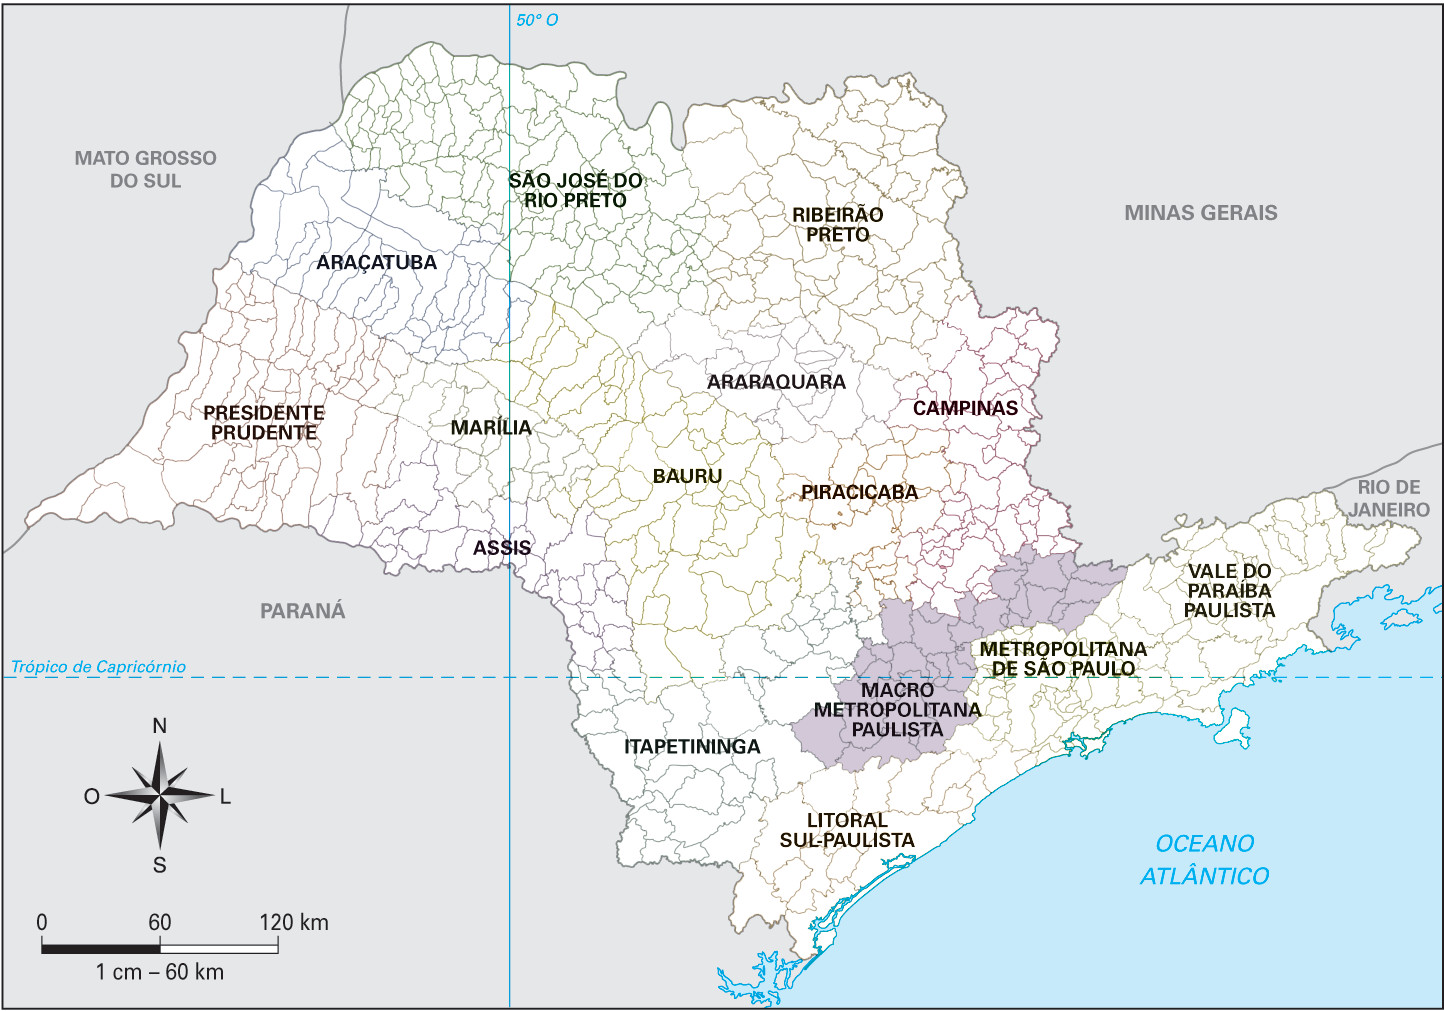 50° O
MATO GROSSO
DO SUL
SÃO JOSÉ DO
RIO PRETO
RIBEIRÃO
PRETO
MINAS GERAIS
ARAÇATUBA
ARARAQUARA
CAMPINAS
PRESIDENTE
PRUDENTE
MARÍLIA
BAURU
PIRACICABA
RIO DE
JANEIRO
ASSIS
VALE DO
PARAÍBA
PAULISTA
PARANÁ
METROPOLITANA
DE SÃO PAULO
Trópico de Capricórnio
MACRO
METROPOLITANA
PAULISTA
ITAPETININGA
N
O
L
S
LITORAL
SUL-PAULISTA
OCEANO
ATLÂNTICO
0 60 120 km
1 cm – 60 km